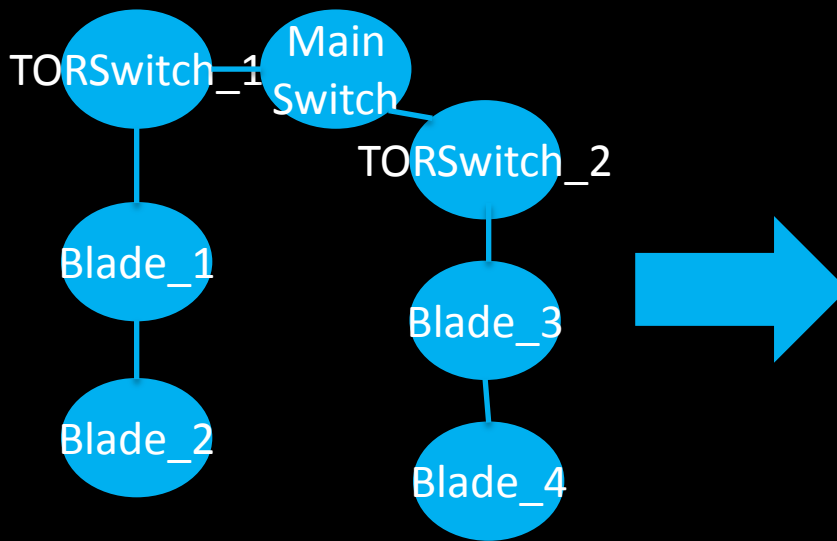 TORSwitch_1
Main
Switch
TORSwitch_2
Blade_1
Blade_3
Blade_2
Blade_4